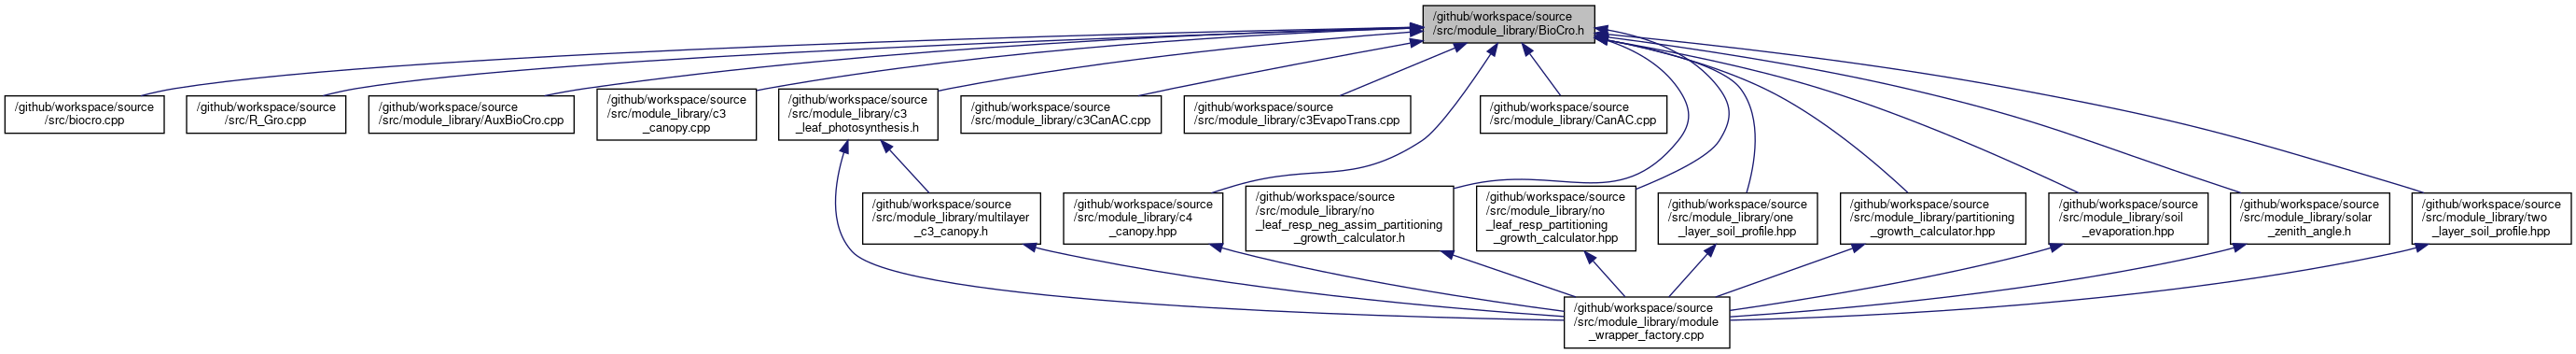 /github/workspace/source
/src/module_library/BioCro.h
/github/workspace/source
/src/biocro.cpp
/github/workspace/source
/src/R_Gro.cpp
/github/workspace/source
/src/module_library/AuxBioCro.cpp
/github/workspace/source
/src/module_library/c3
_canopy.cpp
/github/workspace/source
/src/module_library/c3
_leaf_photosynthesis.h
/github/workspace/source
/src/module_library/c3CanAC.cpp
/github/workspace/source
/src/module_library/c3EvapoTrans.cpp
/github/workspace/source
/src/module_library/CanAC.cpp
/github/workspace/source
/src/module_library/multilayer
_c3_canopy.h
/github/workspace/source
/src/module_library/c4
_canopy.hpp
/github/workspace/source
/src/module_library/no
_leaf_resp_neg_assim_partitioning
_growth_calculator.h
/github/workspace/source
/src/module_library/no
_leaf_resp_partitioning
_growth_calculator.hpp
/github/workspace/source
/src/module_library/one
_layer_soil_profile.hpp
/github/workspace/source
/src/module_library/partitioning
_growth_calculator.hpp
/github/workspace/source
/src/module_library/soil
_evaporation.hpp
/github/workspace/source
/src/module_library/solar
_zenith_angle.h
/github/workspace/source
/src/module_library/two
_layer_soil_profile.hpp
/github/workspace/source
/src/module_library/module
_wrapper_factory.cpp